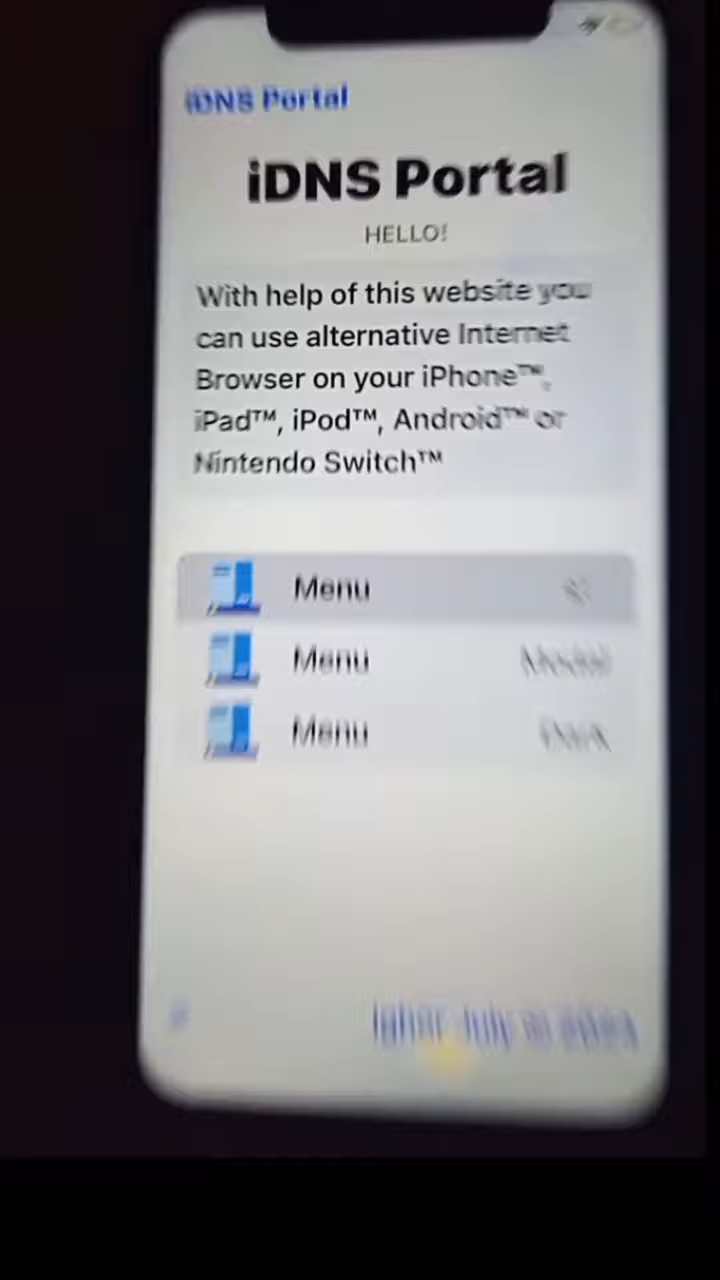 iDNS Portal
iDNS Portal
HELLO!
With help of this website you
can use alternative Internet
Browser on your iPhone™,
iPad™, iPod™, Android™ or
Nintendo Switch™
Menu
Menu
Menu Dark